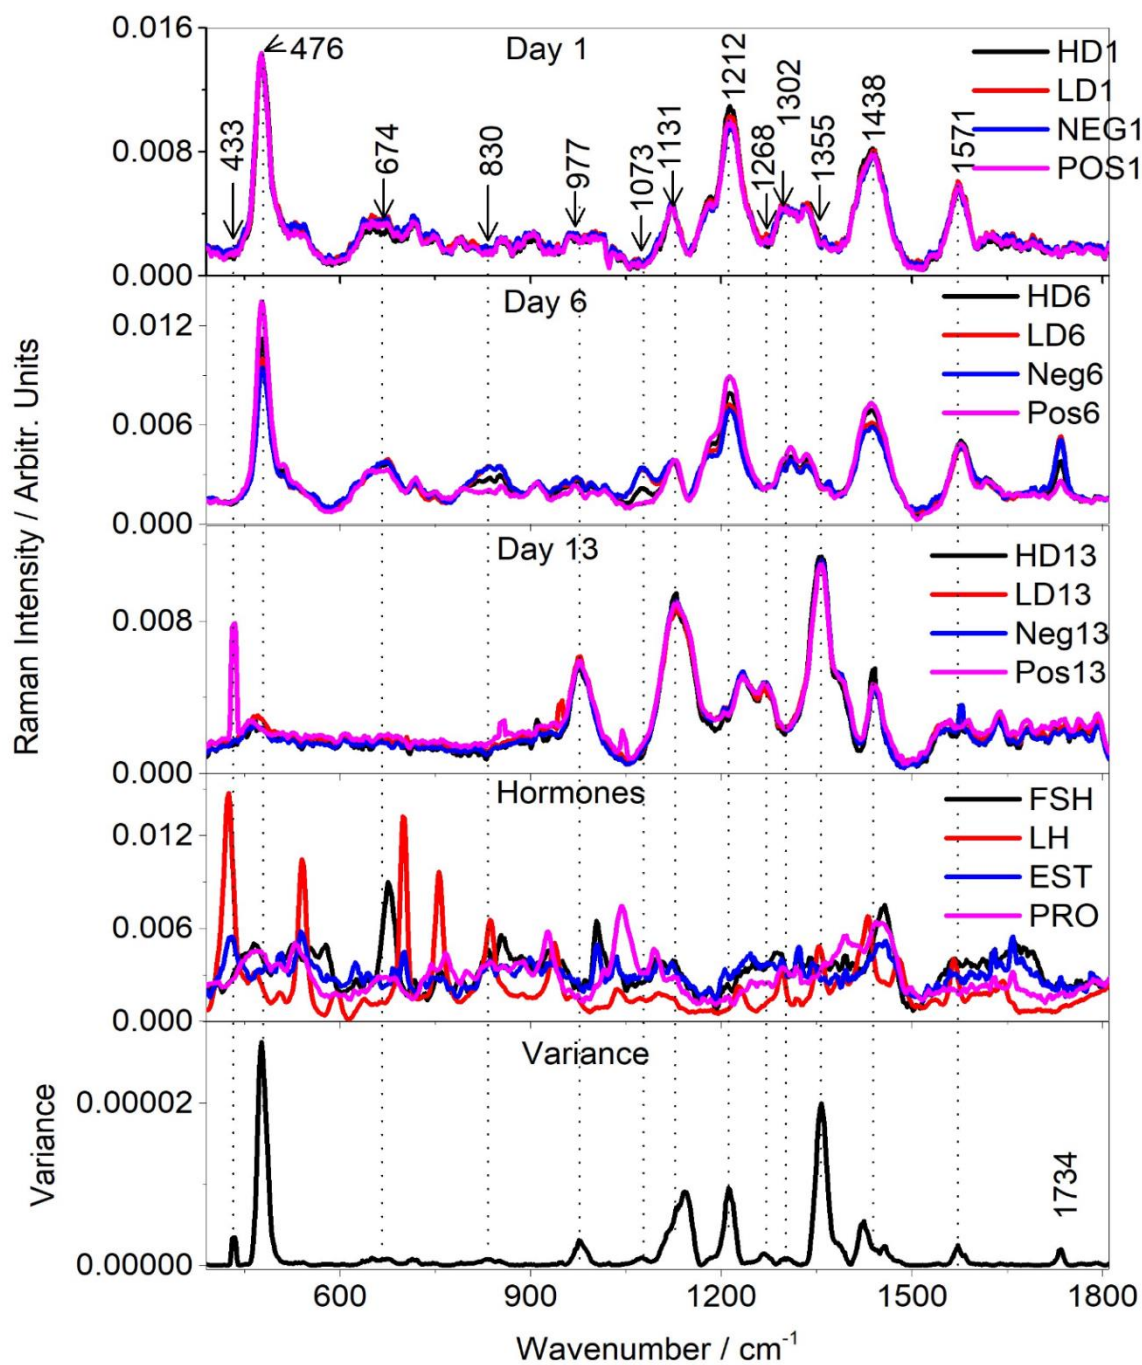 0.016
Day 1
476
433
674
830
977
1073
1131
1212
1268
1302
1355
1438
1571
HD1
LD1
NEG1
POS1
0.008
0.000
Day 6
HD6
LD6
Neg6
Pos6
0.012
0.006
0.000
Day 13
HD13
LD13
Neg13
Pos13
0.008
0.000
Hormones
FSH
LH
EST
PRO
0.012
0.006
0.000
Variance
0.00002
0.00000
1734
600
900
1200
1500
1800
Wavenumber / cm⁻¹
Raman Intensity / Arbitr. Units
Variance